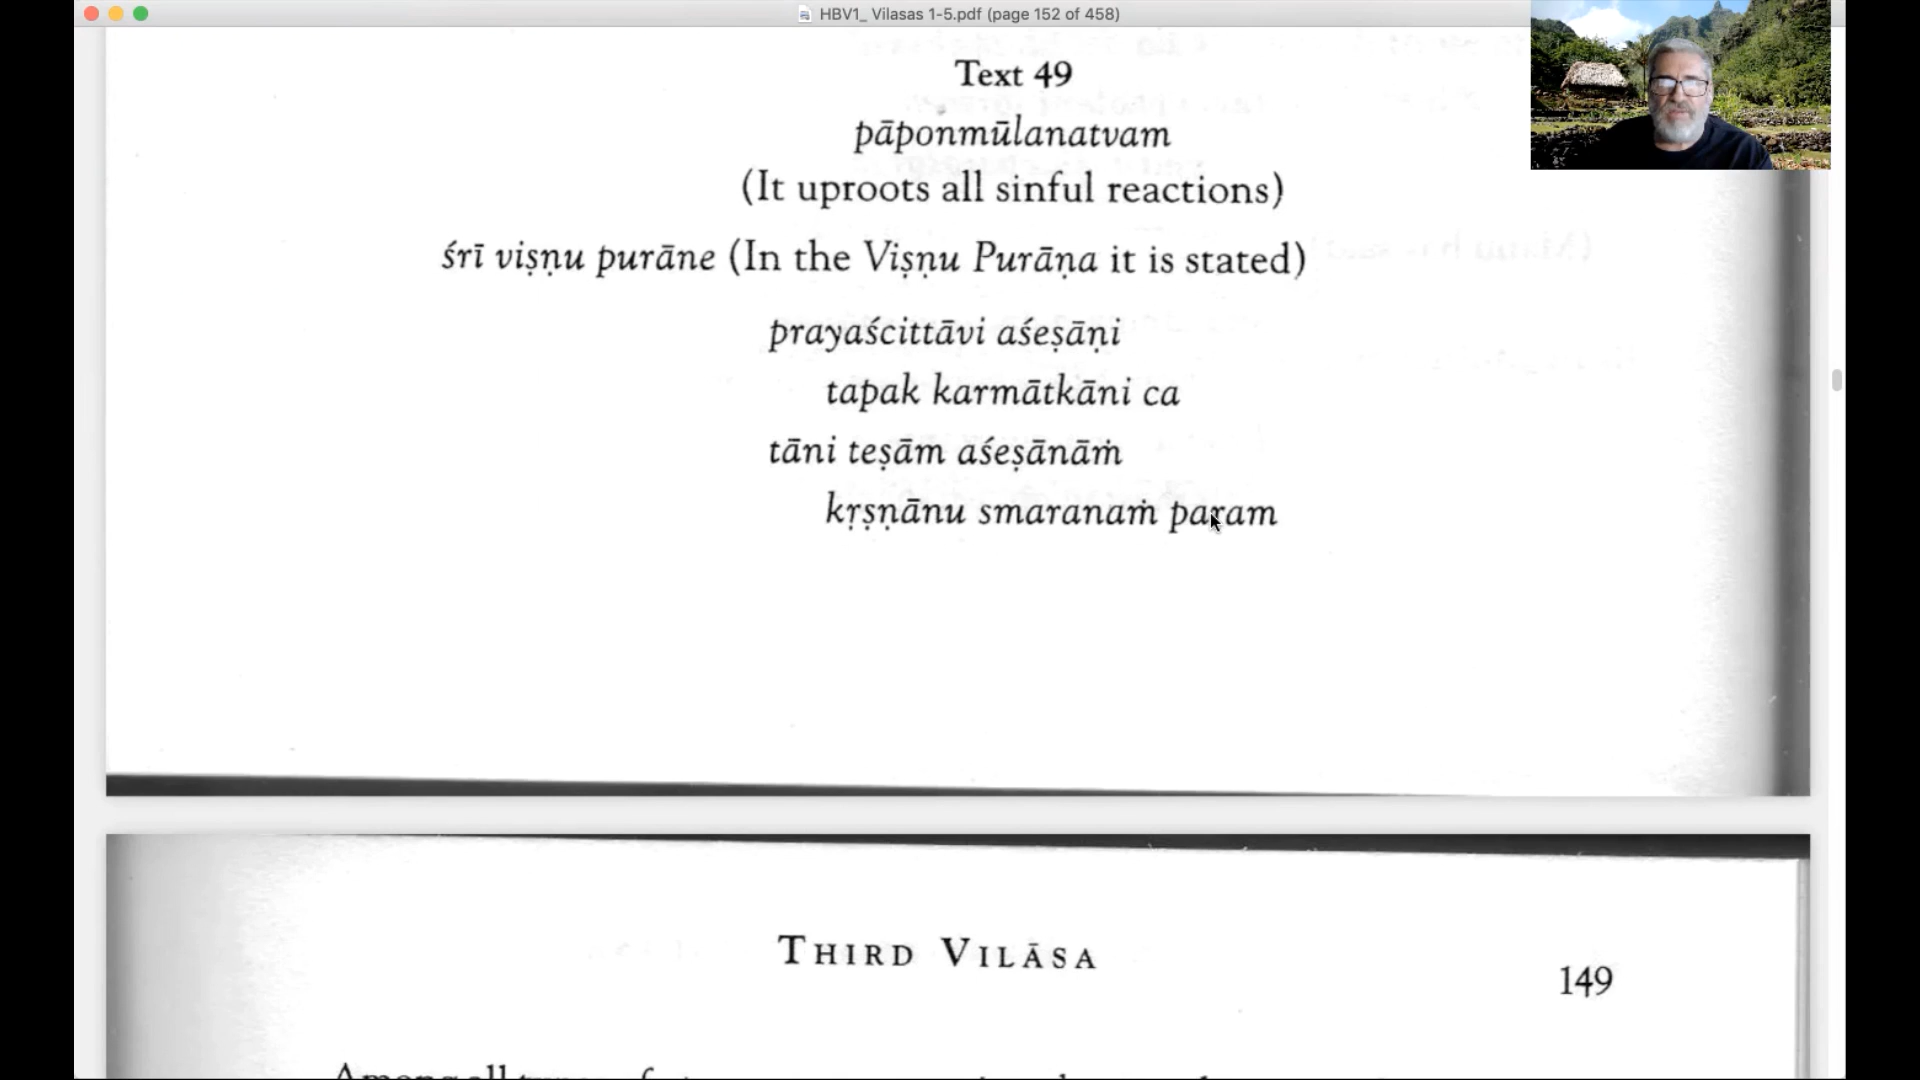 HBV1_ Vilasas 1-5.pdf (page 152 of 458)
Text 49
pāponmūlanatvam
(It uproots all sinful reactions)
śrī viṣṇu purāne (In the Viṣṇu Purāṇa it is stated)
prayaścittāvi aśeṣāṇi
tapak karmātkāni ca
tāni teṣām aśeṣānāṁ
kṛṣṇānu smaranaṁ param
THIRD VILĀSA
149
Among all